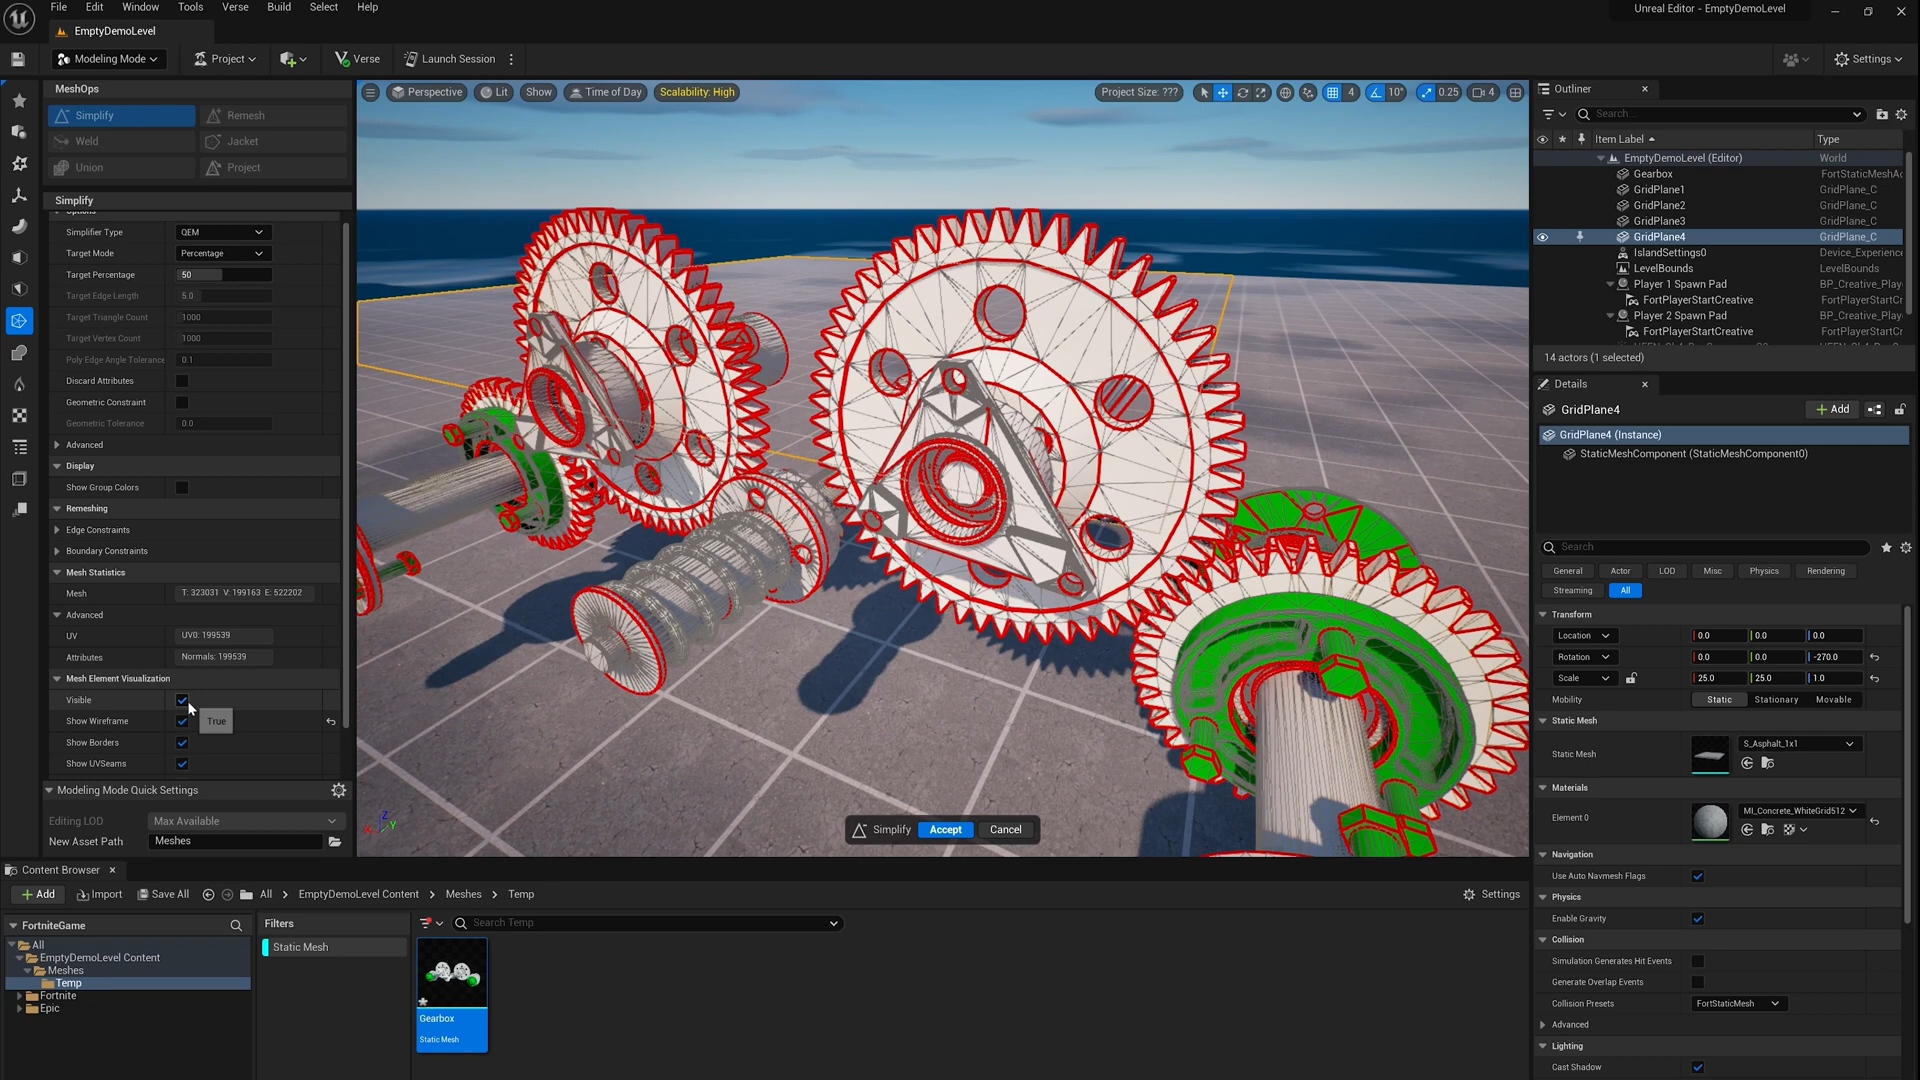 File Edit Window Tools Verse Build Select Help
Unreal Editor - EmptyDemoLevel
EmptyDemoLevel
Modeling Mode
Project
Verse
Launch Session
Settings
MeshOps
Simplify
Remesh
Weld
Jacket
Union
Project
Simplify
Options
Simplifier Type QEM
Target Mode Percentage
Target Percentage 50
Target Edge Length 5.0
Target Triangle Count 1000
Target Vertex Count 1000
Poly Edge Angle Tolerance 0.1
Discard Attributes
Geometric Constraint
Geometric Tolerance 0.0
Advanced
Display
Show Group Colors
Remeshing
Edge Constraints
Boundary Constraints
Mesh Statistics
Mesh T: 323031 V: 199163 E: 522202
Advanced
UV UV0: 199539
Attributes Normals: 199539
Mesh Element Visualization
Visible
Show Wireframe
True
Show Borders
Show UVSeams
Modeling Mode Quick Settings
Editing LOD Max Available
New Asset Path Meshes
Perspective
Lit
Show
Time of Day
Scalability: High
Project Size: ???
4
10°
0.25
4
X Y Z
Simplify
Accept
Cancel
Outliner
Search...
Item Label Type
EmptyDemoLevel (Editor) World
Gearbox FortStaticMeshAc
GridPlane1 GridPlane_C
GridPlane2 GridPlane_C
GridPlane3 GridPlane_C
GridPlane4 GridPlane_C
IslandSettings0 Device_Experience
LevelBounds LevelBounds
Player 1 Spawn Pad BP_Creative_Play
FortPlayerStartCreative FortPlayerStartCr
Player 2 Spawn Pad BP_Creative_Play
FortPlayerStartCreative FortPlayerStartCr
14 actors (1 selected)
Details
GridPlane4
Add
GridPlane4 (Instance)
StaticMeshComponent (StaticMeshComponent0)
Search
General Actor LOD Misc Physics Rendering
Streaming All
Transform
Location 0.0 0.0 0.0
Rotation 0.0 0.0 -270.0
Scale 25.0 25.0 1.0
Mobility Static Stationary Movable
Static Mesh
Static Mesh S_Asphalt_1x1
Materials
Element 0 MI_Concrete_WhiteGrid512
Navigation
Use Auto Navmesh Flags
Physics
Enable Gravity
Collision
Simulation Generates Hit Events
Generate Overlap Events
Collision Presets FortStaticMesh
Advanced
Lighting
Cast Shadow
Content Browser
Add
Import
Save All
All
EmptyDemoLevel Content
Meshes
Temp
Settings
FortniteGame
All
EmptyDemoLevel Content
Meshes
Temp
Fortnite
Epic
Filters
Static Mesh
Search Temp
Gearbox
Static Mesh